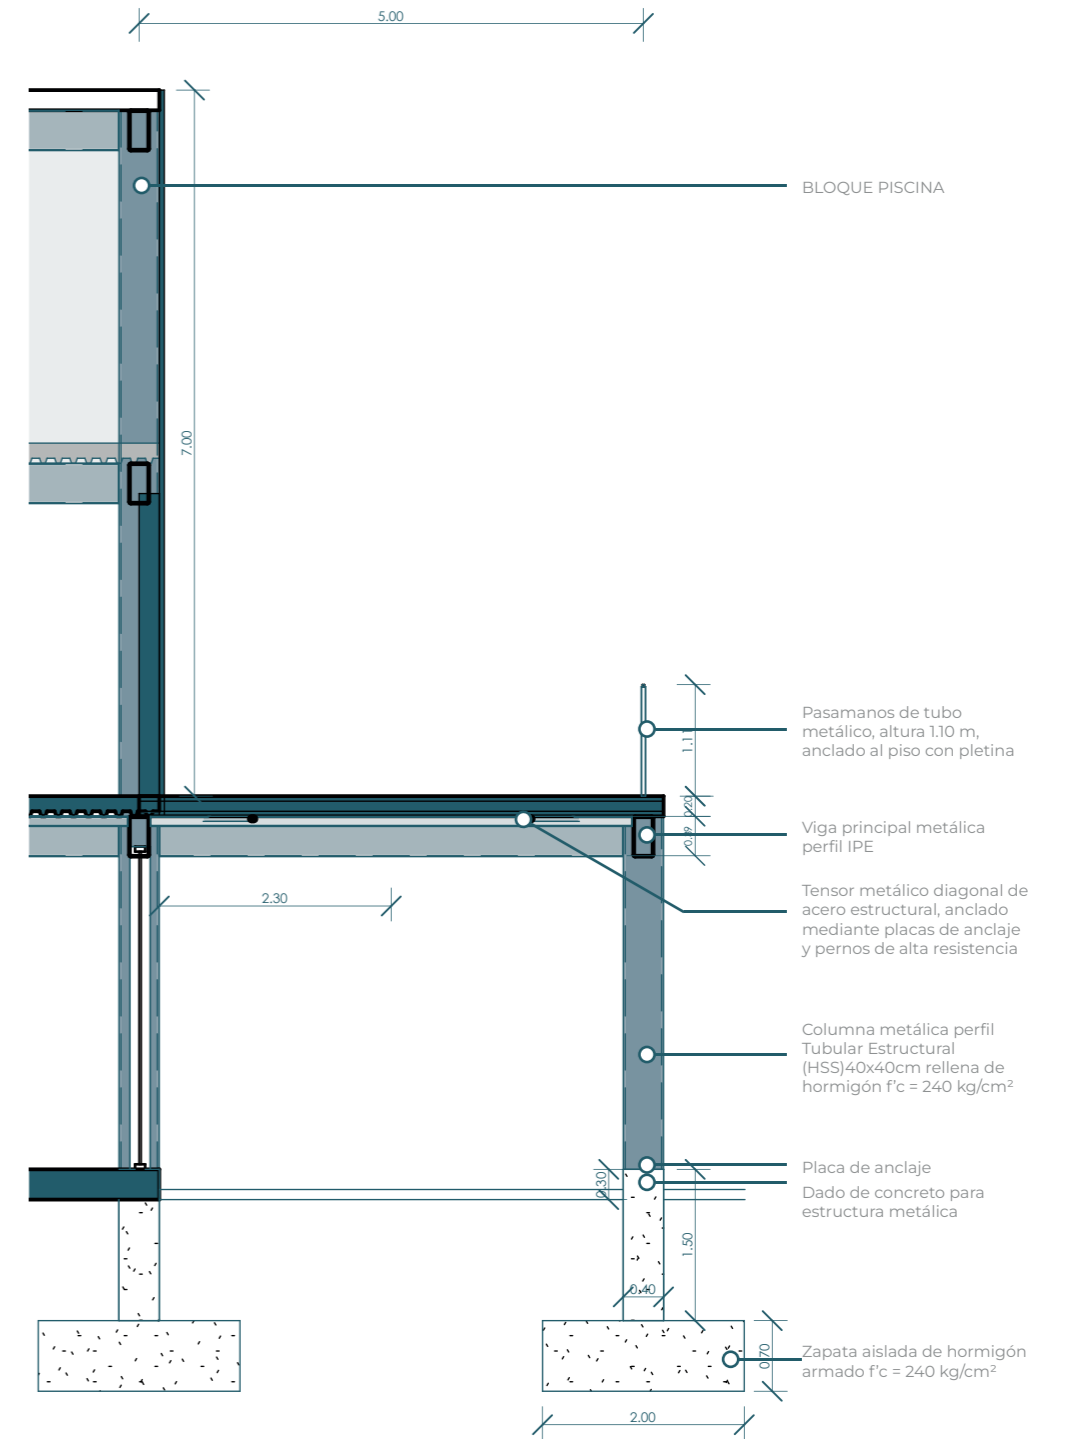 5.00
BLOQUE PISCINA
7.00
Pasamanos de tubo
metálico, altura 1.10 m,
anclado al piso con pletina
1.11
0.20
Viga principal metálica
perfil IPE
Tensor metálico diagonal de
acero estructural, anclado
mediante placas de anclaje
y pernos de alta resistencia
2.30
Columna metálica perfil
Tubular Estructural
(HSS)40x40cm rellena de
hormigón f'c = 240 kg/cm²
Placa de anclaje
Dado de concreto para
estructura metálica
0.30
1.50
0.40
0.70
Zapata aislada de hormigón
armado f'c = 240 kg/cm²
2.00